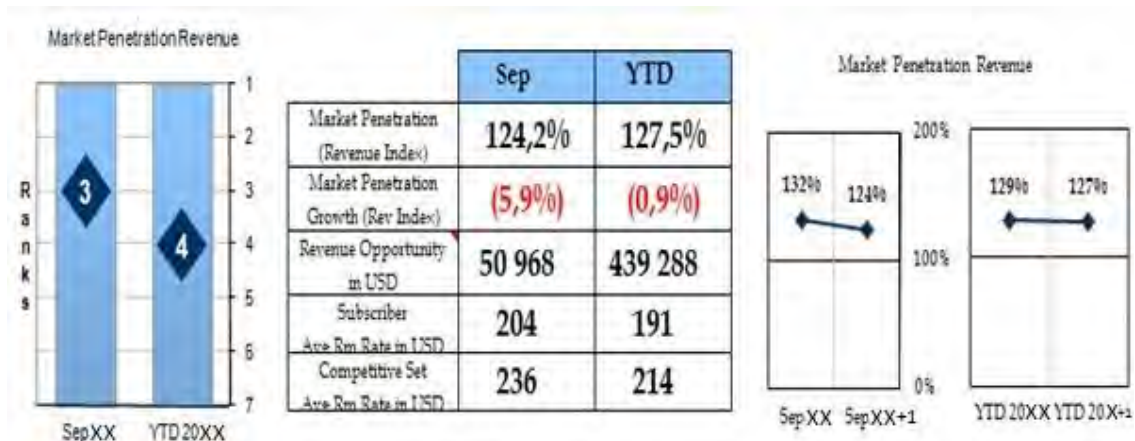 Market Penetration Revenue
Ranks
1
2
3
4
5
6
7
3
4
Sep XX YTD 20XX
Sep YTD
Market Penetration
(Revenue Index)
124,2% 127,5%
Market Penetration
Growth (Rev Index)
(5,9%) (0,9%)
Revenue Opportunity
in USD
50 968 439 288
Subscriber
Ave Rm Rate in USD
204 191
Competitive Set
Ave Rm Rate in USD
236 214
Market Penetration Revenue
200%
100%
0%
132% 124%
129% 127%
Sep XX Sep XX+1
YTD 20XX YTD 20X+1